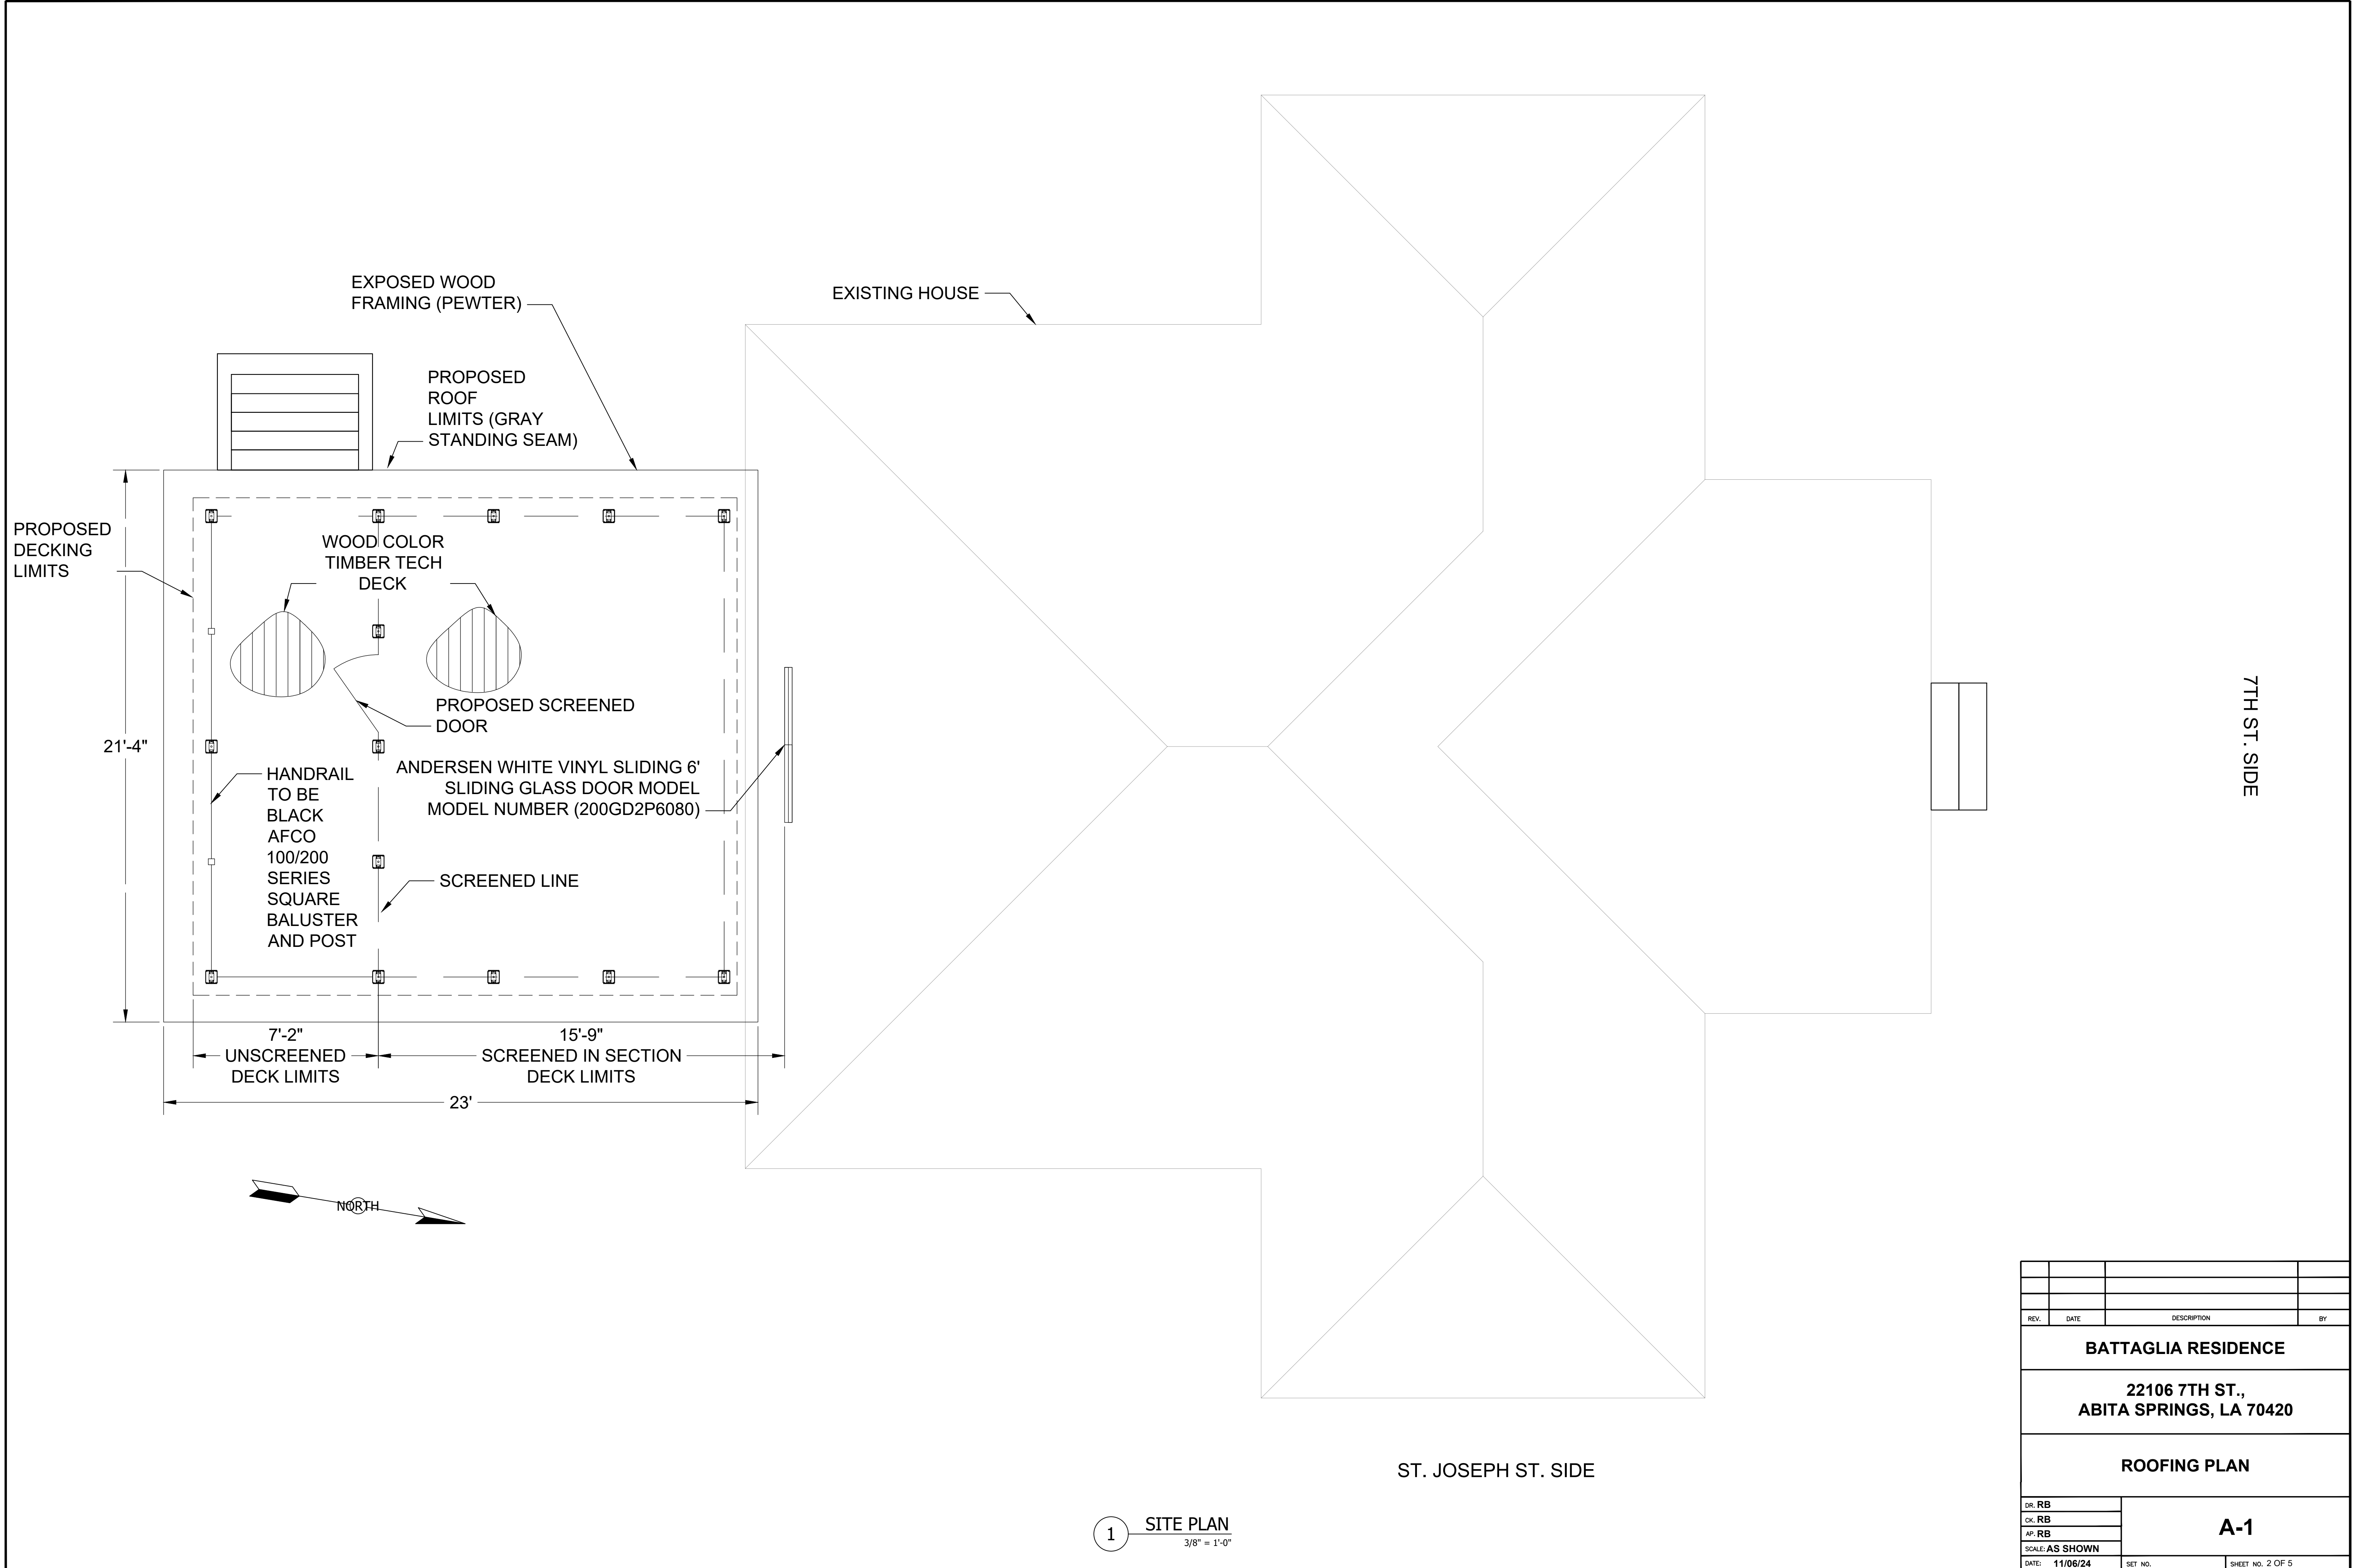 EXPOSED WOOD
FRAMING (PEWTER)
EXISTING HOUSE
PROPOSED
ROOF
LIMITS (GRAY
STANDING SEAM)
PROPOSED
DECKING
LIMITS
WOOD COLOR
TIMBER TECH
DECK
PROPOSED SCREENED
DOOR
21'-4"
ANDERSEN WHITE VINYL SLIDING 6'
SLIDING GLASS DOOR MODEL
MODEL NUMBER (200GD2P6080)
HANDRAIL
TO BE
BLACK
AFCO
100/200
SERIES
SQUARE
BALUSTER
AND POST
SCREENED LINE
7'-2"
UNSCREENED
DECK LIMITS
15'-9"
SCREENED IN SECTION
DECK LIMITS
23'
NORTH
7TH ST. SIDE
ST. JOSEPH ST. SIDE
1
SITE PLAN
3/8" = 1'-0"
REV. DATE DESCRIPTION BY
BATTAGLIA RESIDENCE
22106 7TH ST.,
ABITA SPRINGS, LA 70420
ROOFING PLAN
DR. RB
CK. RB
AP. RB
SCALE: AS SHOWN
A-1
DATE: 11/06/24 SET NO. SHEET NO. 2 OF 5